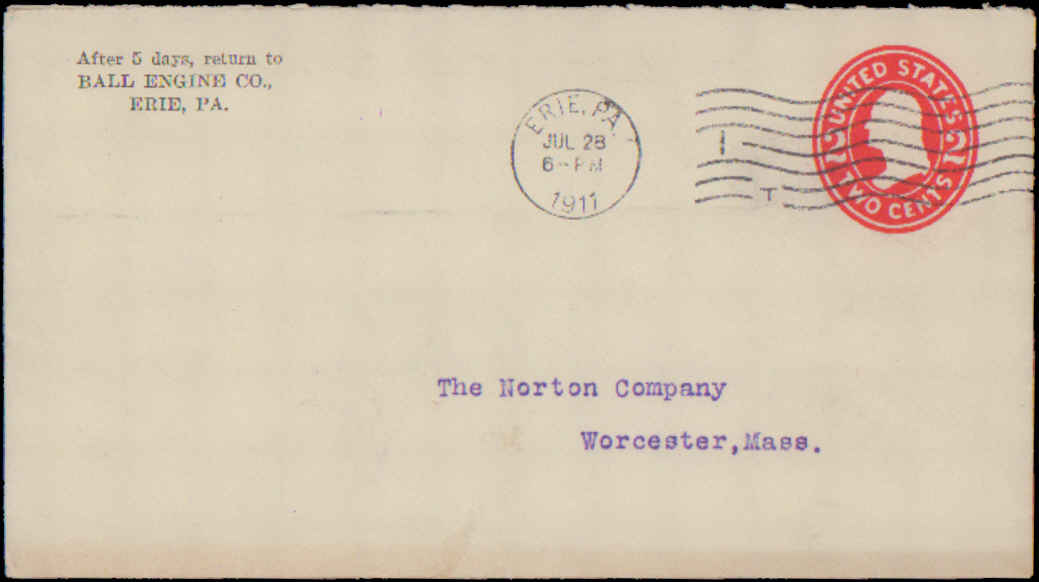 After 5 days, return to
BALL ENGINE CO.,
ERIE, PA.
ERIE, PA.
JUL 28
6-PM
1911
1
T
UNITED STATES
2 2
TWO CENTS
The Norton Company
Worcester,Mass.